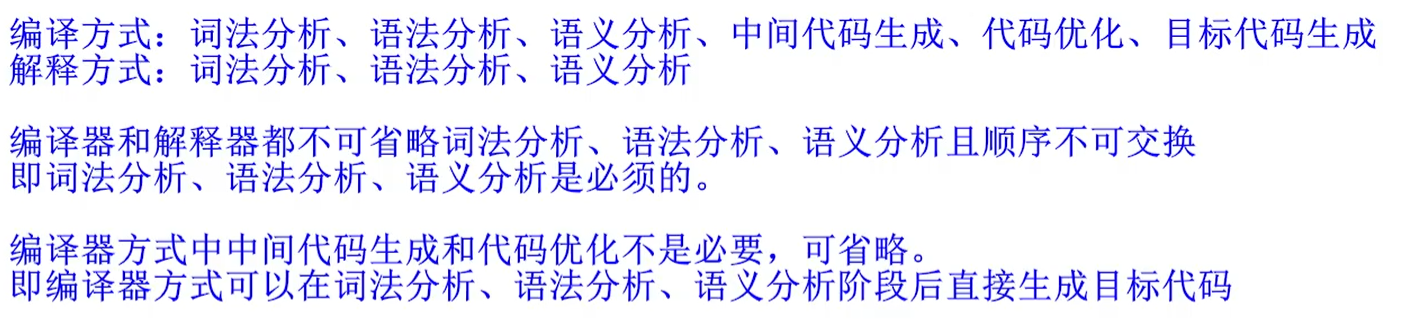 编译方式：词法分析、语法分析、语义分析、中间代码生成、代码优化、目标代码生成
解释方式：词法分析、语法分析、语义分析
编译器和解释器都不可省略词法分析、语法分析、语义分析且顺序不可交换
即词法分析、语法分析、语义分析是必须的。
编译器方式中中间代码生成和代码优化不是必要，可省略。
即编译器方式可以在词法分析、语法分析、语义分析阶段后直接生成目标代码